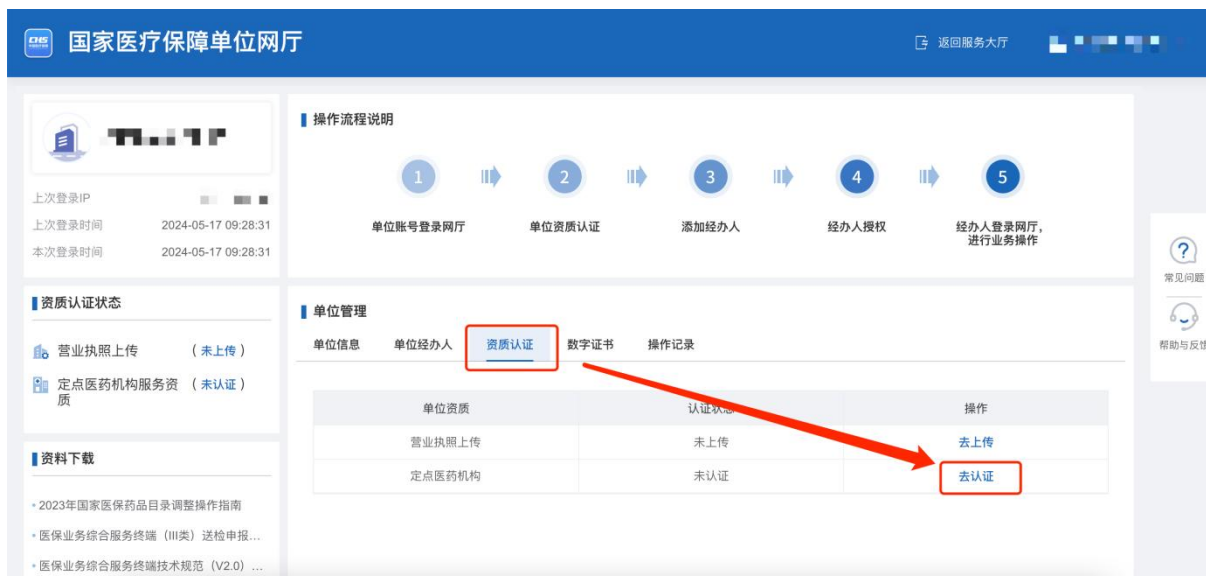 CHS
国家医疗保障单位网厅
返回服务大厅
上次登录IP
上次登录时间 2024-05-17 09:28:31
本次登录时间 2024-05-17 09:28:31
操作流程说明
1 2 3 4 5
单位账号登录网厅 单位资质认证 添加经办人 经办人授权 经办人登录网厅，
进行业务操作
常见问题
帮助与反馈
资质认证状态
营业执照上传 （未上传）
定点医药机构服务资 （未认证）
质
单位管理
单位信息 单位经办人 资质认证 数字证书 操作记录
单位资质 认证状态 操作
营业执照上传 未上传 去上传
定点医药机构 未认证 去认证
资料下载
• 2023年国家医保药品目录调整操作指南
• 医保业务综合服务终端（III类）送检申报...
• 医保业务综合服务终端技术规范（V2.0）...